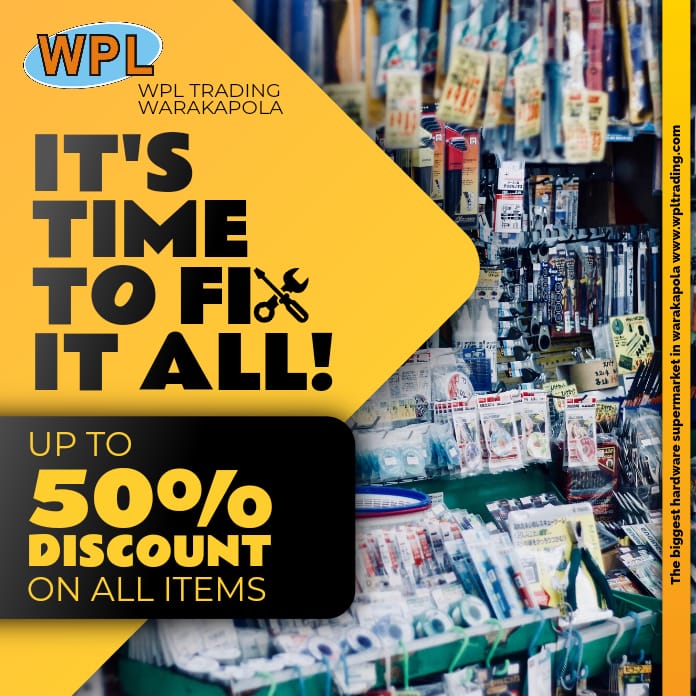 WPL
WPL TRADING
WARAKAPOLA
IT'S
TIME
TO FIX
IT ALL!
UP TO
50%
DISCOUNT
ON ALL ITEMS
The biggest hardware supermarket in warakapola www.wpltrading.com